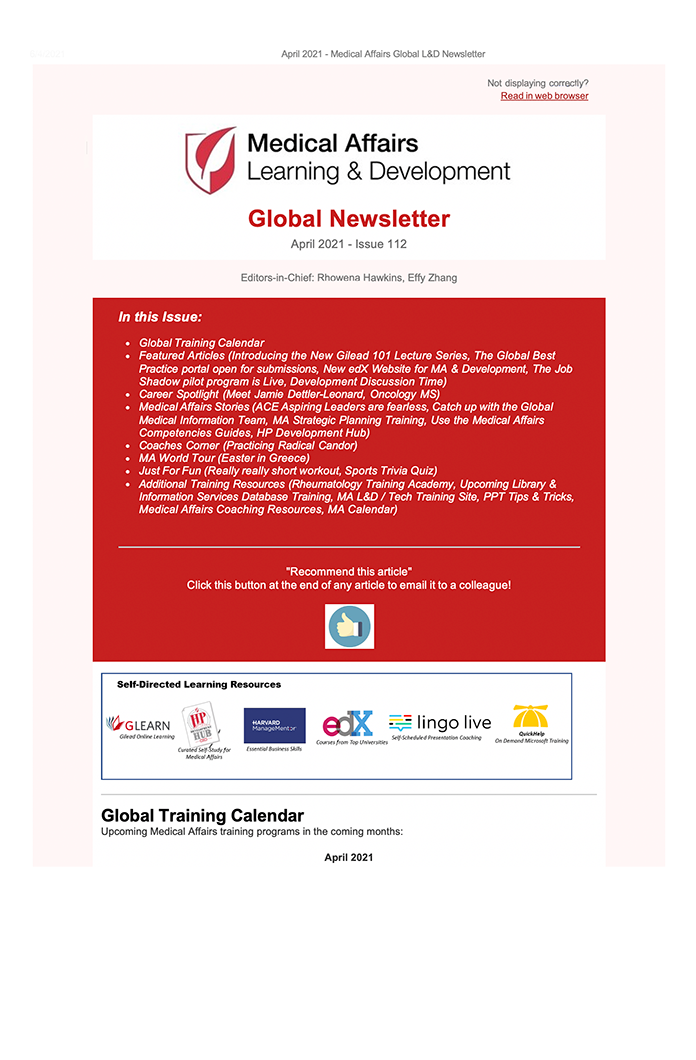 April 2021 - Medical Affairs Global L&D Newsletter
Not displaying correctly?
Read in web browser
Medical Affairs
Learning & Development
Global Newsletter
April 2021 - Issue 112
Editors-in-Chief: Rhowena Hawkins, Effy Zhang
In this Issue:
• Global Training Calendar
• Featured Articles (Introducing the New Gilead 101 Lecture Series, The Global Best
Practice portal open for submissions, New edX Website for MA & Development, The Job
Shadow pilot program is Live, Development Discussion Time)
• Career Spotlight (Meet Jamie Dettler-Leonard, Oncology MS)
• Medical Affairs Stories (ACE Aspiring Leaders are fearless, Catch up with the Global
Medical Information Team, MA Strategic Planning Training, Use the Medical Affairs
Competencies Guides, HP Development Hub)
• Coaches Corner (Practicing Radical Candor)
• MA World Tour (Easter in Greece)
• Just For Fun (Really really short workout, Sports Trivia Quiz)
• Additional Training Resources (Rheumatology Training Academy, Upcoming Library &
Information Services Database Training, MA L&D / Tech Training Site, PPT Tips & Tricks,
Medical Affairs Coaching Resources, MA Calendar)
"Recommend this article"
Click this button at the end of any article to email it to a colleague!
Self-Directed Learning Resources
GLEARN
Gilead Online Learning
HP
HUB
Curated Self-Study for
Medical Affairs
HARVARD
ManageMentor
Essential Business Skills
edX
Courses from Top Universities
lingo live
Self-Scheduled Presentation Coaching
QuickHelp
On Demand Microsoft Training
Global Training Calendar
Upcoming Medical Affairs training programs in the coming months:
April 2021